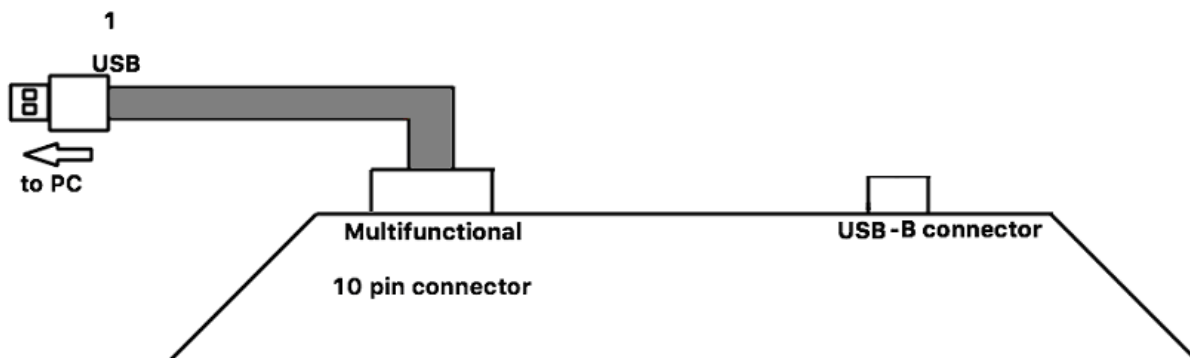 1
USB
to PC
Multifunctional
USB-B connector
10 pin connector